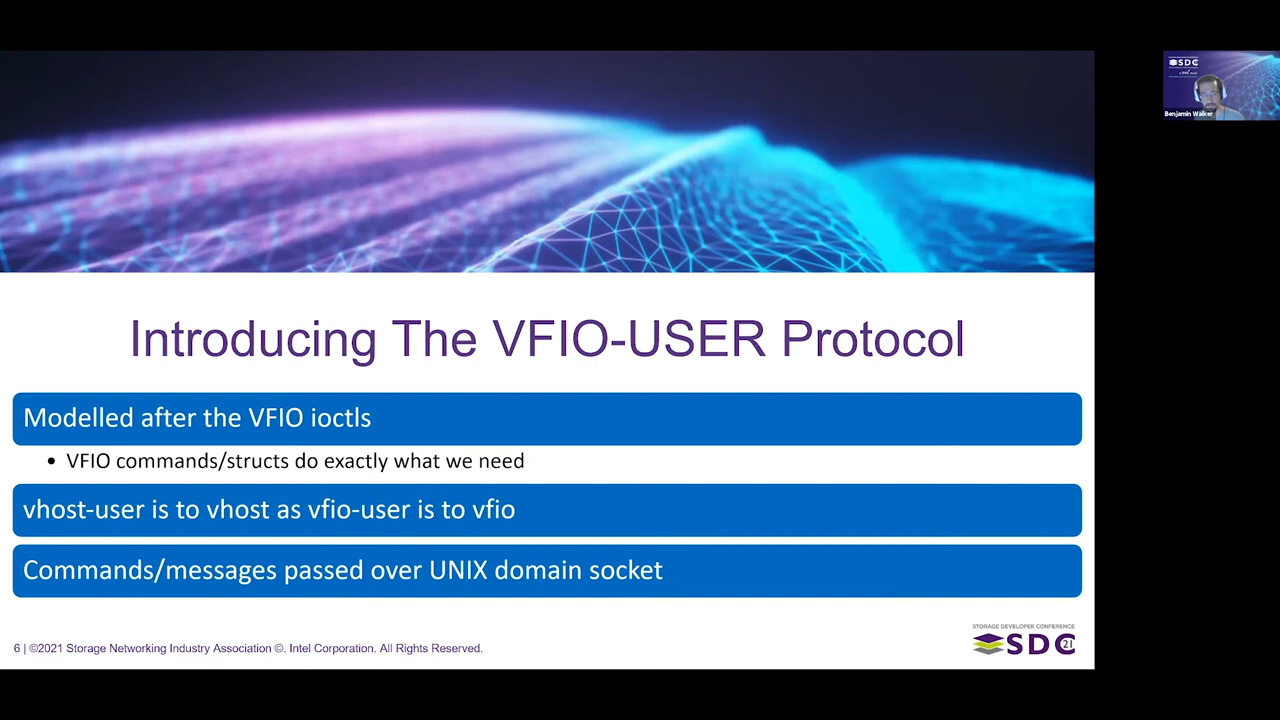 SDC
Benjamin Walker
Introducing The VFIO-USER Protocol
Modelled after the VFIO ioctls
• VFIO commands/structs do exactly what we need
vhost-user is to vhost as vfio-user is to vfio
Commands/messages passed over UNIX domain socket
6 | ©2021 Storage Networking Industry Association ©. Intel Corporation. All Rights Reserved.
STORAGE DEVELOPER CONFERENCE
SDC 21